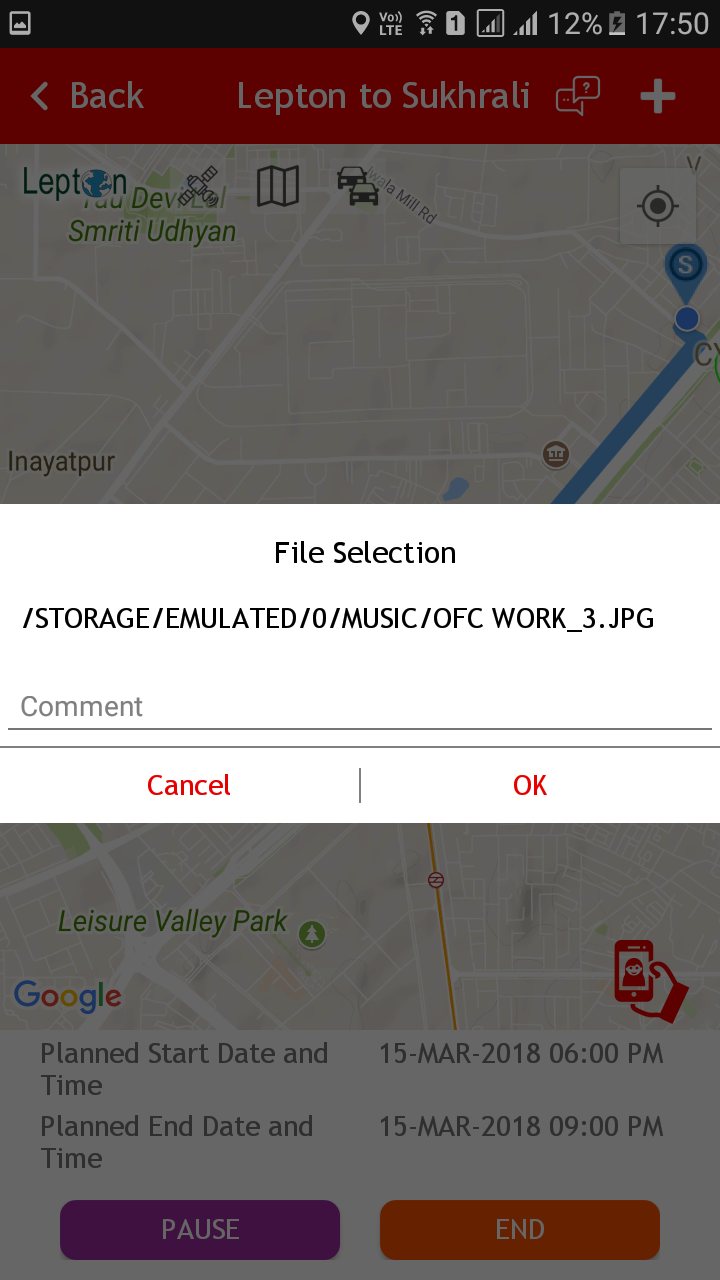 Vo)) LTE 1 12% 17:50
Back Lepton to Sukhrali
Lepton
Tau Devi Lal
Smriti Udhyan
wala Mill Rd
S
Inayatpur
File Selection
/STORAGE/EMULATED/0/MUSIC/OFC WORK_3.JPG
Comment
Cancel OK
Leisure Valley Park
Google
Planned Start Date and Time 15-MAR-2018 06:00 PM
Planned End Date and Time 15-MAR-2018 09:00 PM
PAUSE END